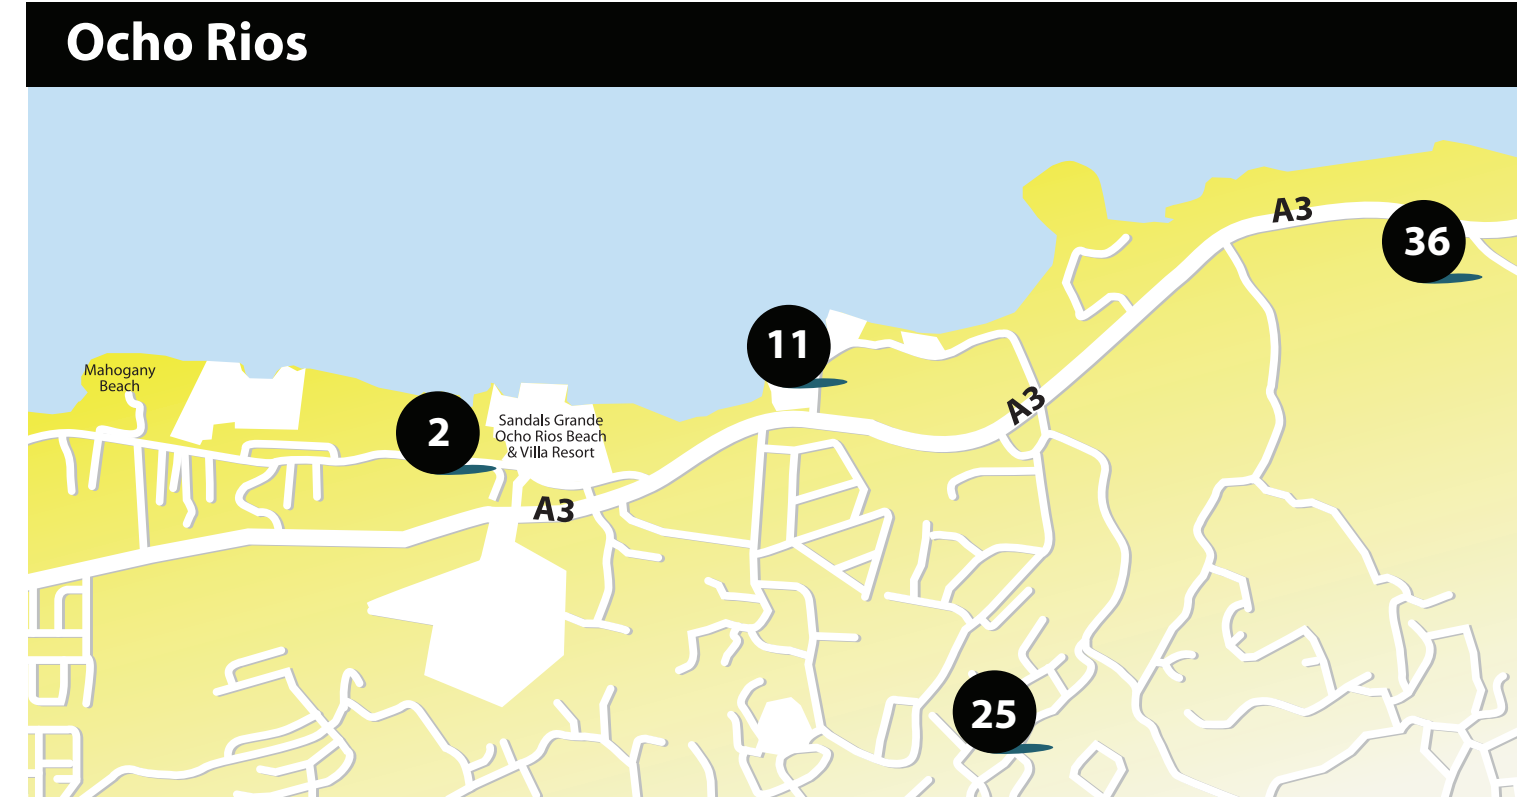 Ocho Rios
A3
36
11
Mahogany
Beach
A3
2
Sandals Grande
Ocho Rios Beach
& Villa Resort
A3
25